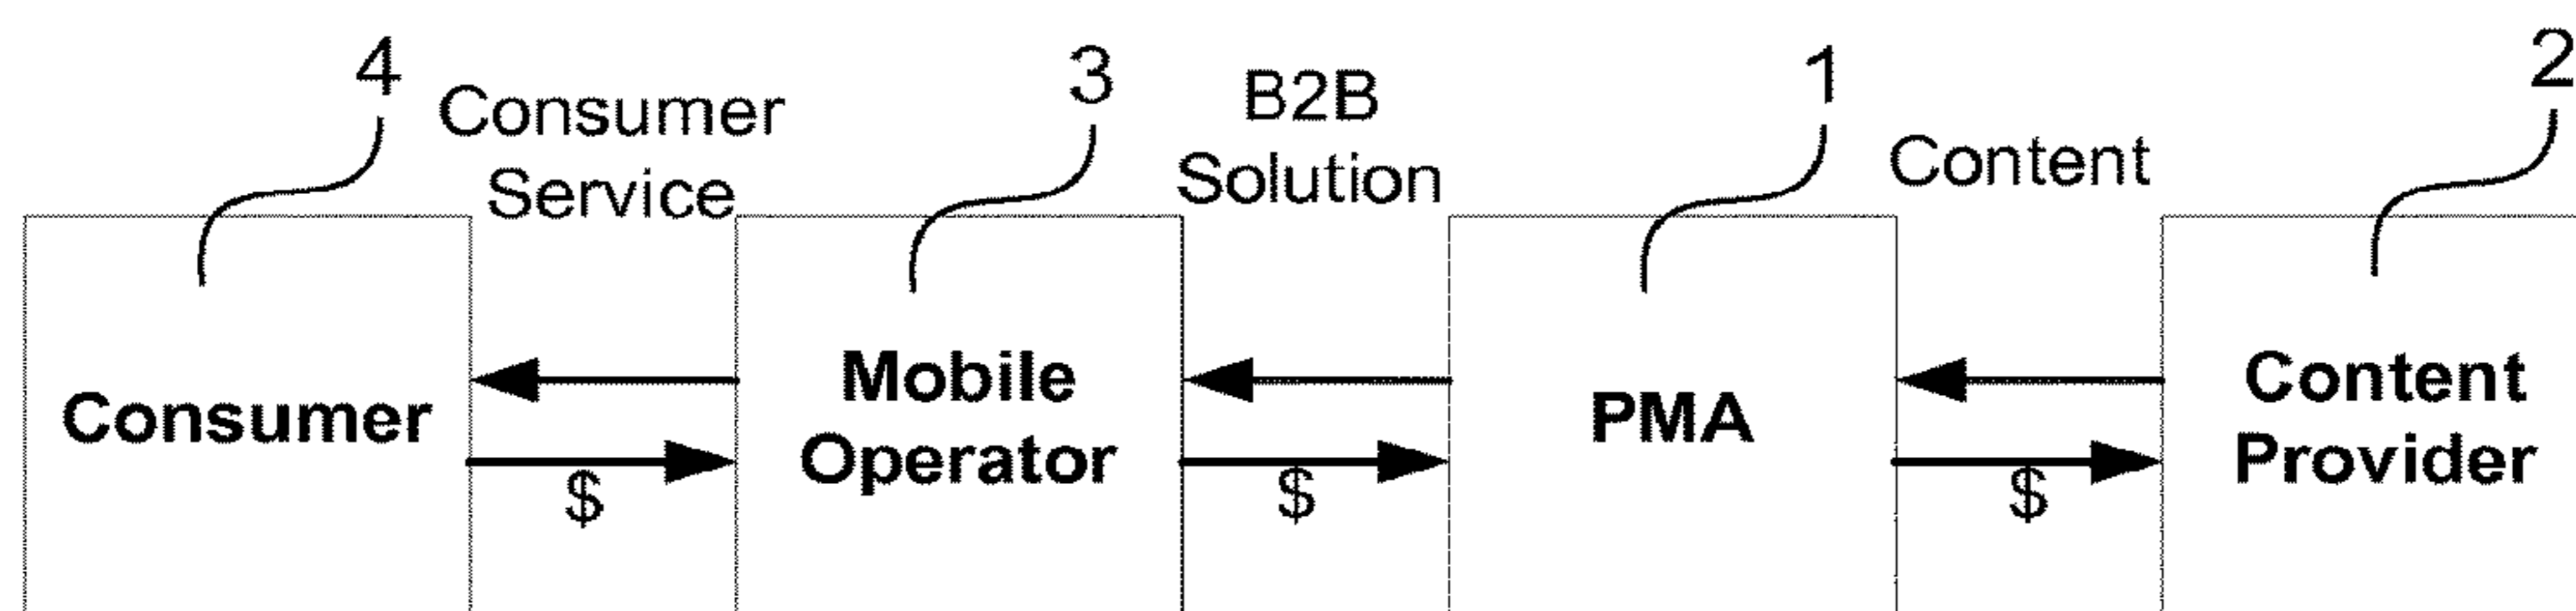 4
Consumer
Service
3
B2B
Solution
1
Content
2
Consumer
Mobile
Operator
PMA
Content
Provider
$
$
$